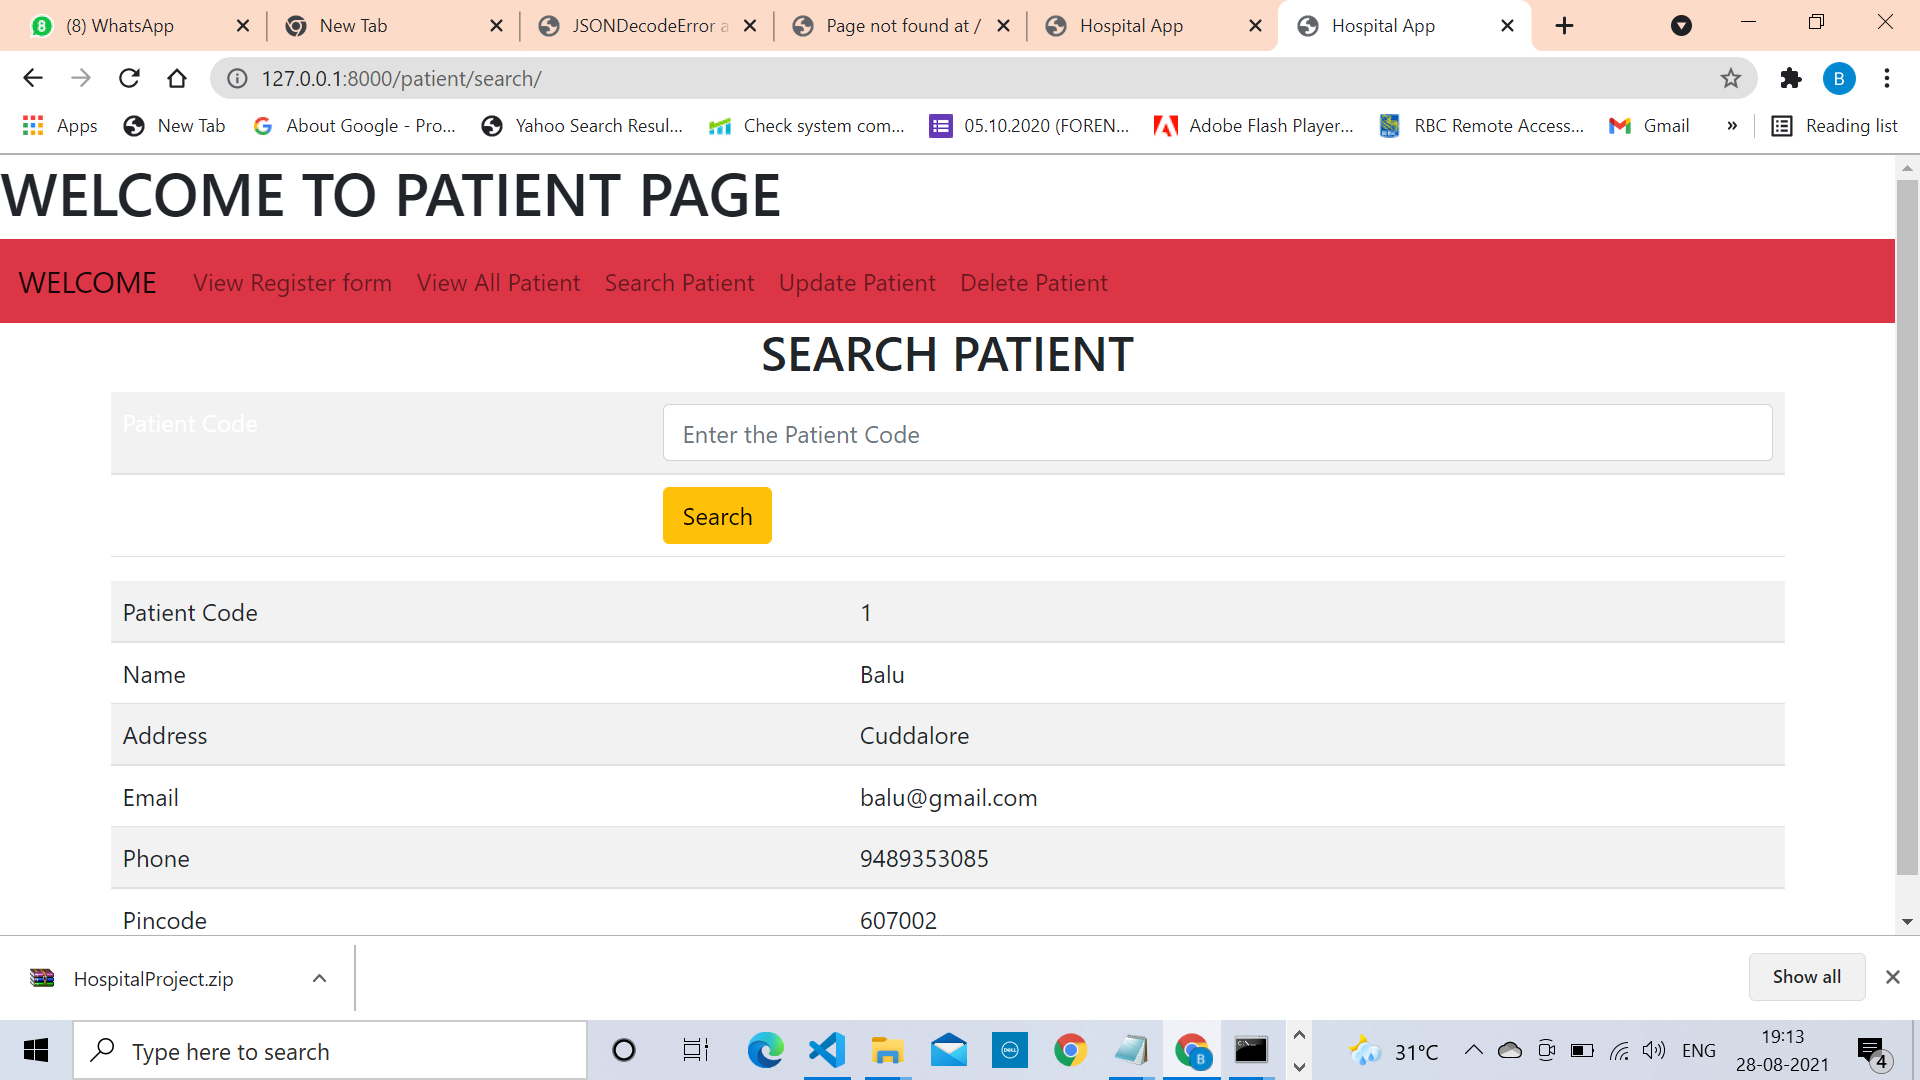 (8) WhatsApp
New Tab
JSONDecodeError a
Page not found at /
Hospital App
Hospital App
127.0.0.1:8000/patient/search/
B
Apps
New Tab
About Google - Pro...
Yahoo Search Resul...
Check system com...
05.10.2020 (FOREN...
Adobe Flash Player...
RBC Remote Access...
Gmail
»
Reading list
WELCOME TO PATIENT PAGE
WELCOME View Register form View All Patient Search Patient Update Patient Delete Patient
SEARCH PATIENT
Patient Code Enter the Patient Code
Search
Patient Code 1
Name Balu
Address Cuddalore
Email balu@gmail.com
Phone 9489353085
Pincode 607002
HospitalProject.zip
Show all
Type here to search
DELL
B
31°C
ENG
19:13
28-08-2021
4